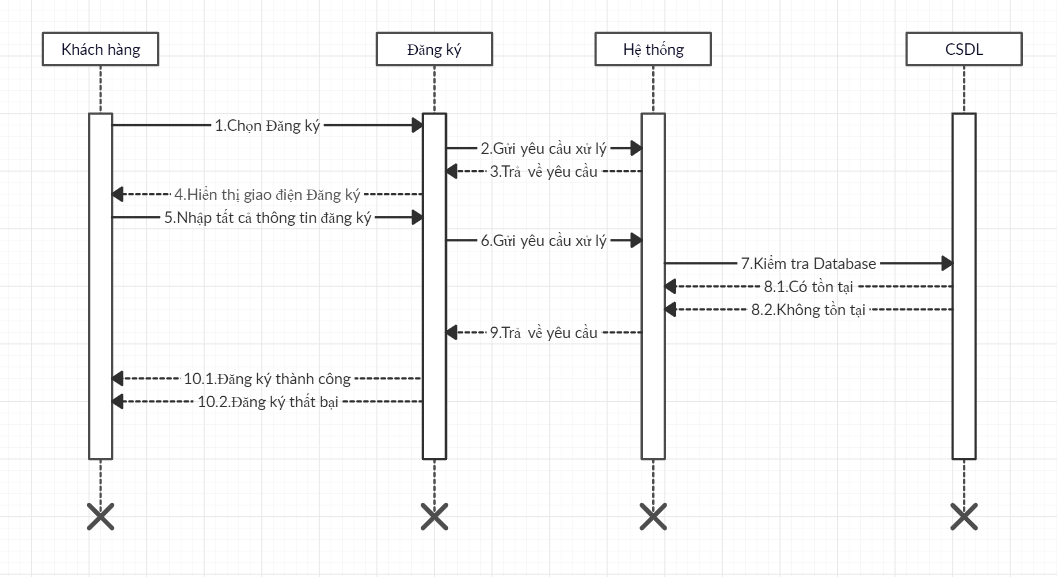 Khách hàng
Đăng ký
Hệ thống
CSDL
1.Chọn Đăng ký
2.Gửi yêu cầu xử lý
3.Trả về yêu cầu
4.Hiển thị giao điện Đăng ký
5.Nhập tất cả thông tin đăng ký
6.Gửi yêu cầu xử lý
7.Kiểm tra Database
8.1.Có tồn tại
8.2.Không tồn tại
9.Trả về yêu cầu
10.1.Đăng ký thành công
10.2.Đăng ký thất bại